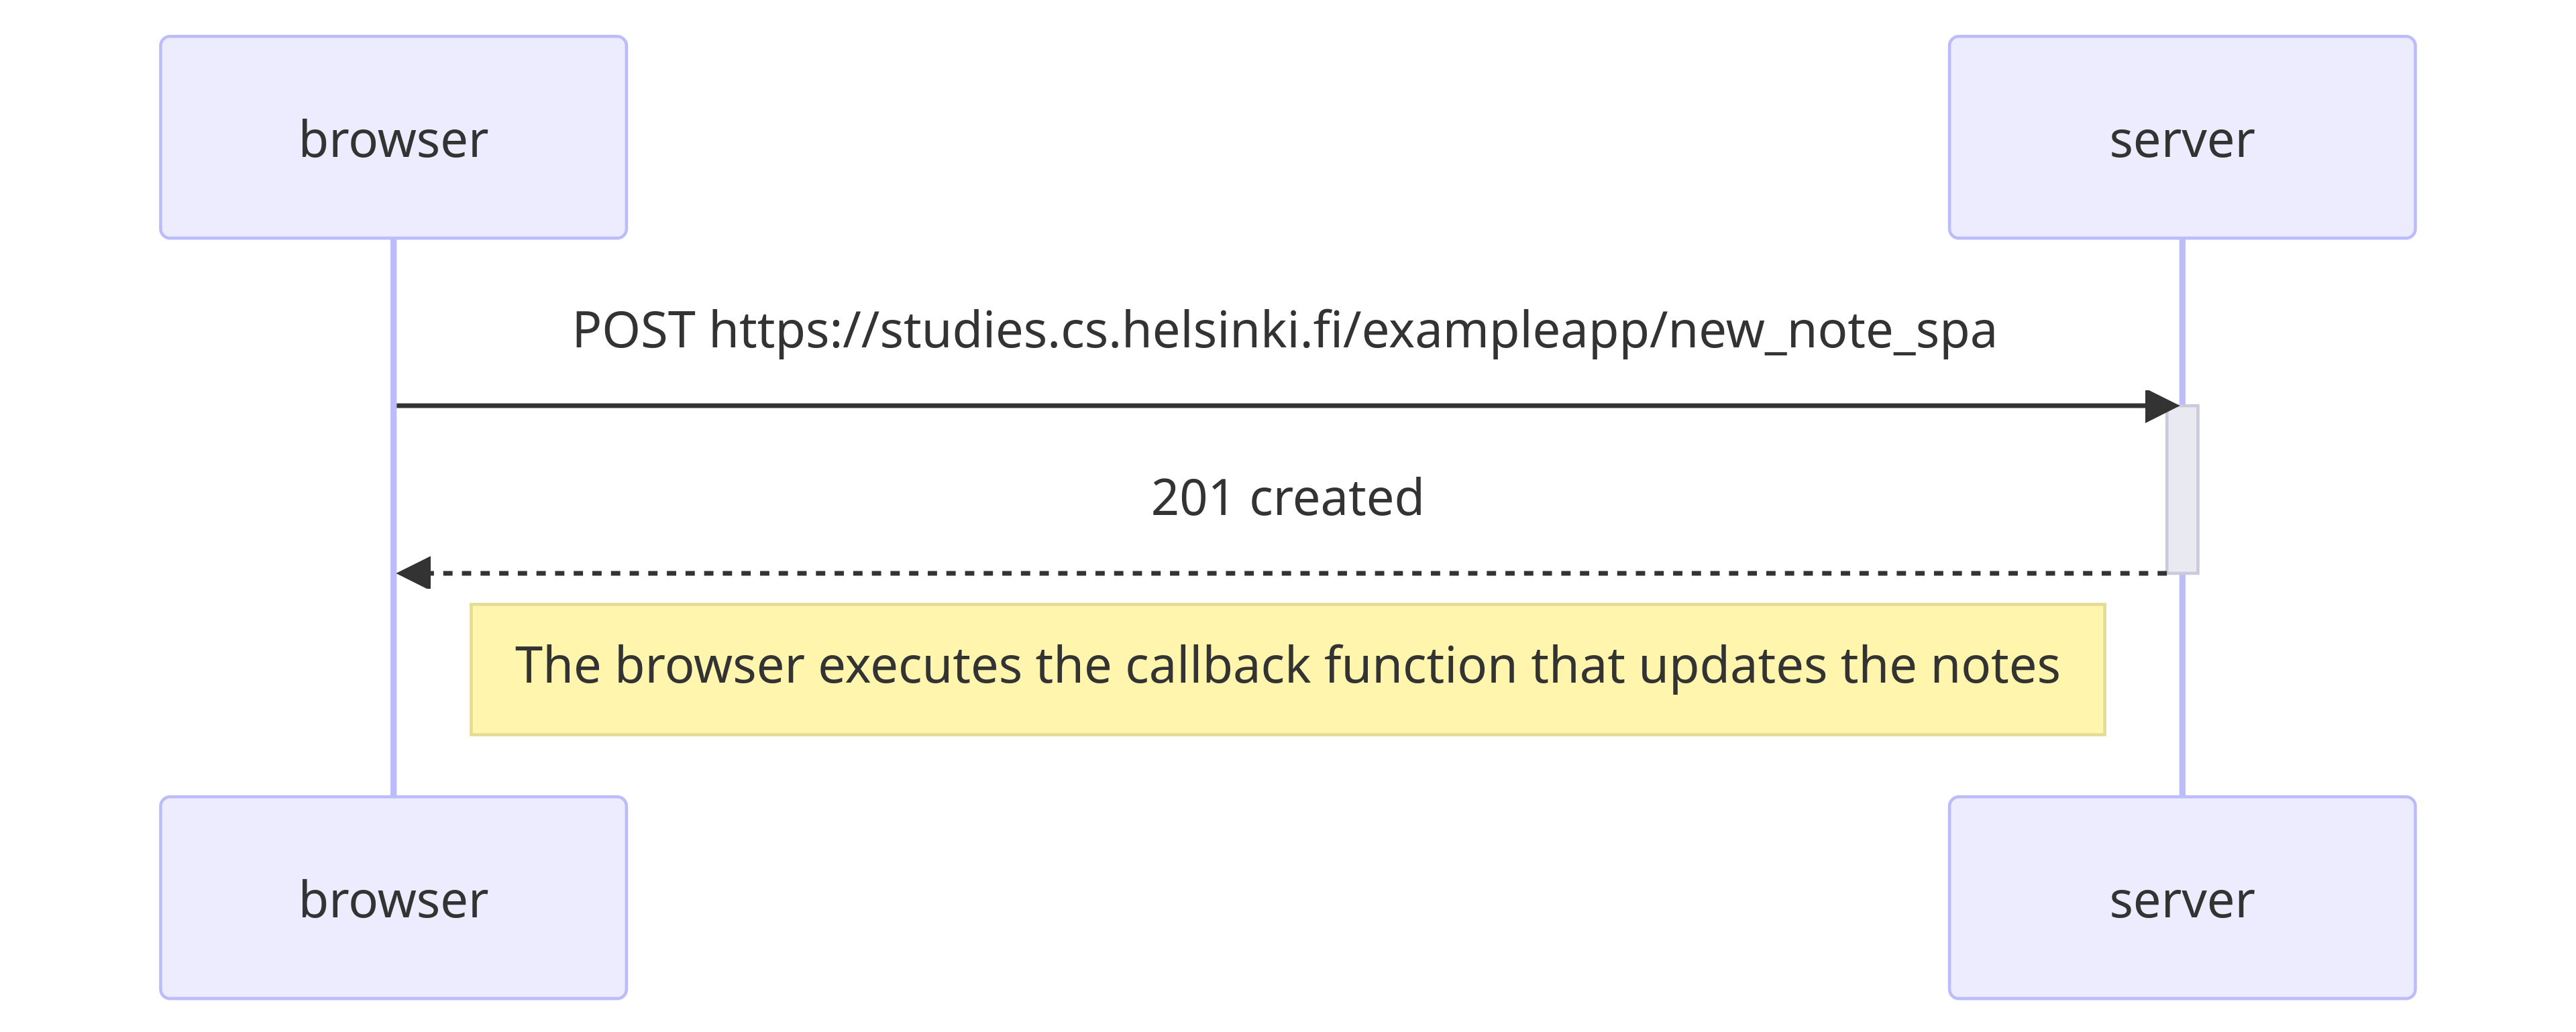 browser
server
POST https://studies.cs.helsinki.fi/exampleapp/new_note_spa
201 created
The browser executes the callback function that updates the notes
browser
server